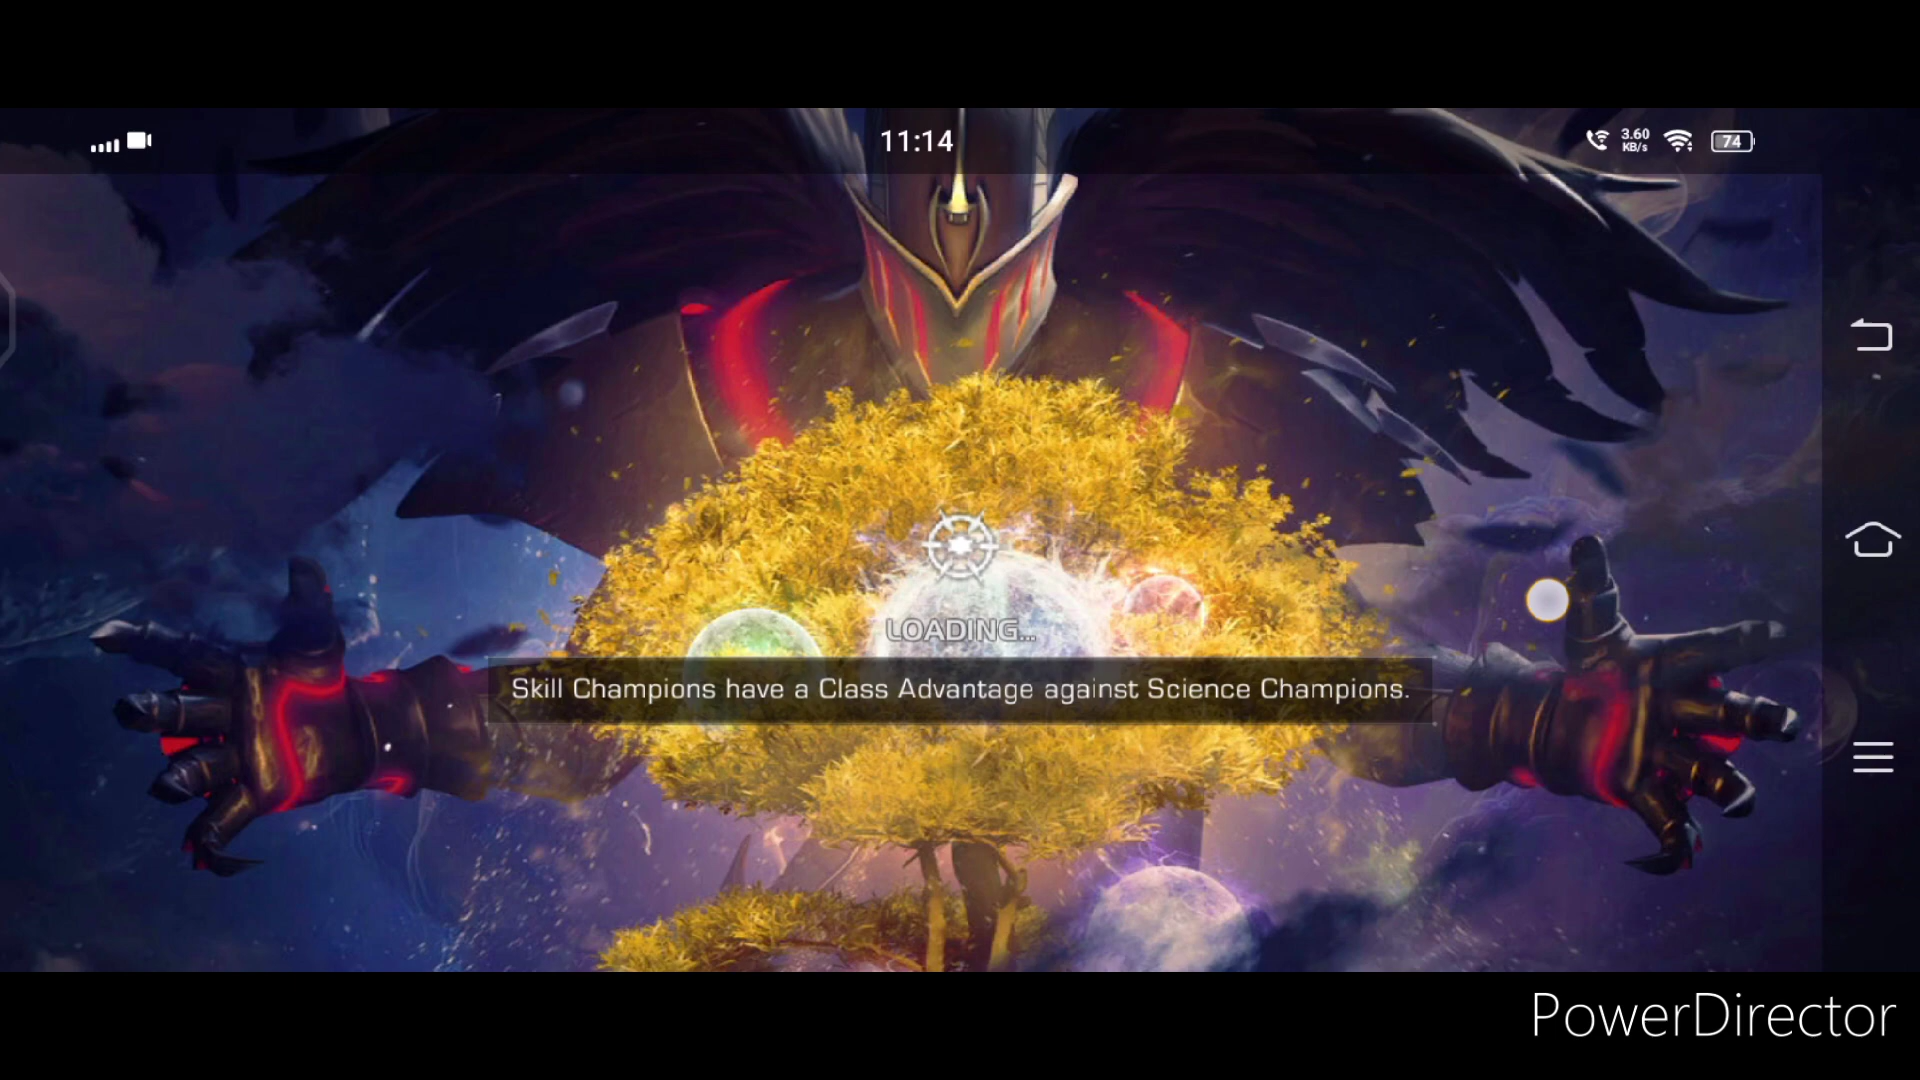 11:14
3.60
KB/s
74
LOADING...
Skill Champions have a Class Advantage against Science Champions.
PowerDirector